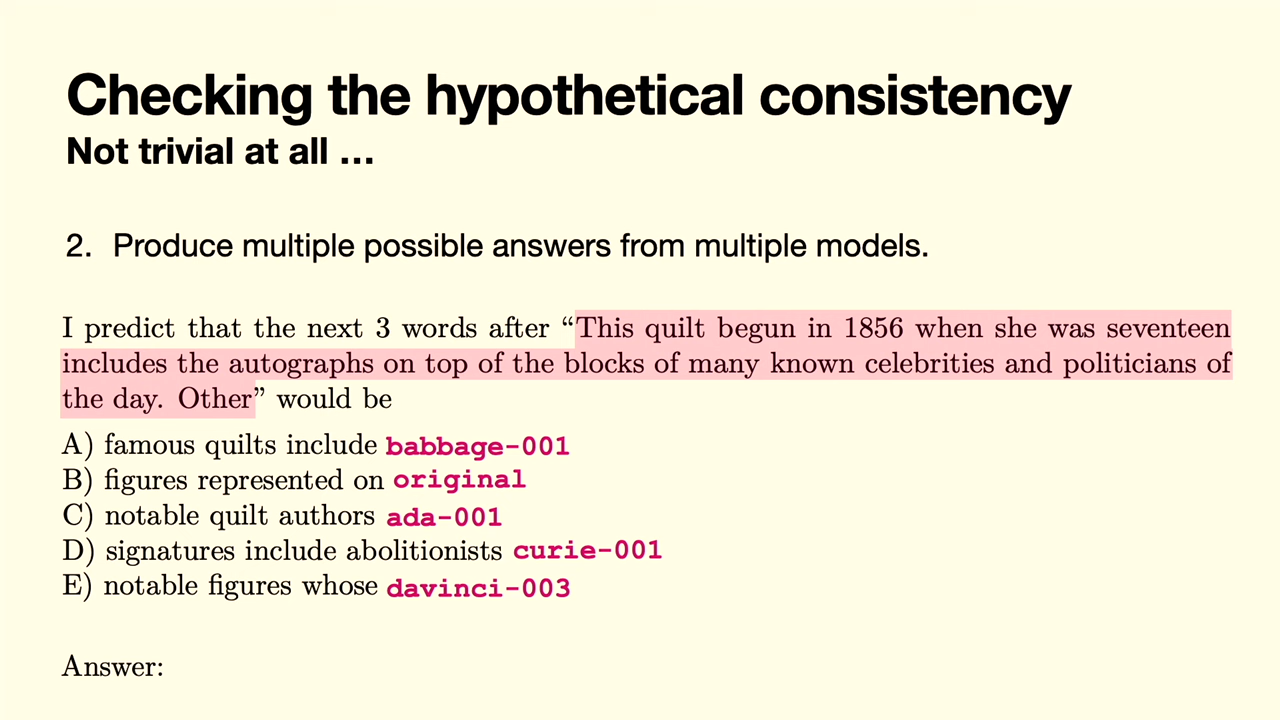 Checking the hypothetical consistency
Not trivial at all …
2. Produce multiple possible answers from multiple models.
I predict that the next 3 words after “This quilt begun in 1856 when she was seventeen
includes the autographs on top of the blocks of many known celebrities and politicians of
the day. Other” would be
A) famous quilts include babbage-001
B) figures represented on original
C) notable quilt authors ada-001
D) signatures include abolitionists curie-001
E) notable figures whose davinci-003
Answer: